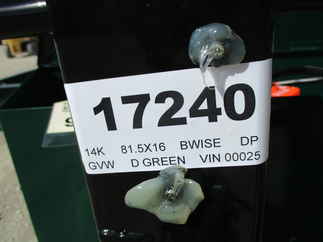 17240
14K 81.5X16 BWISE DP
GVW D GREEN VIN 00025